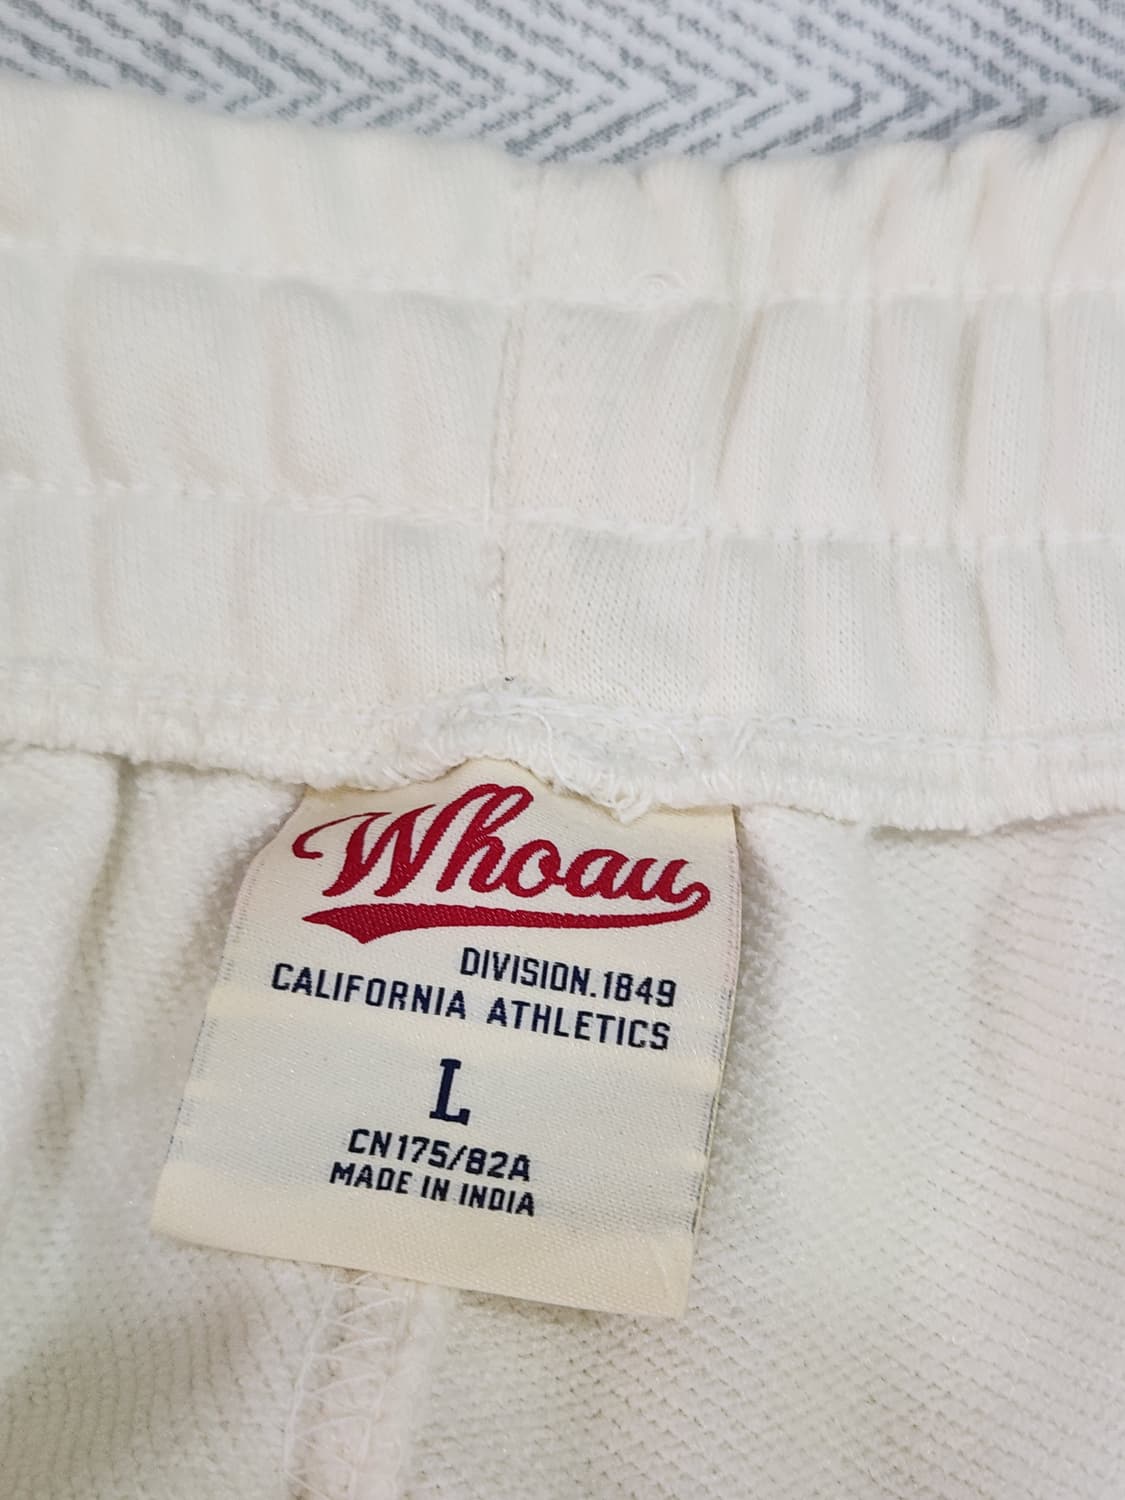 Whoau
DIVISION.1849
CALIFORNIA ATHLETICS
L
CN175/82A
MADE IN INDIA